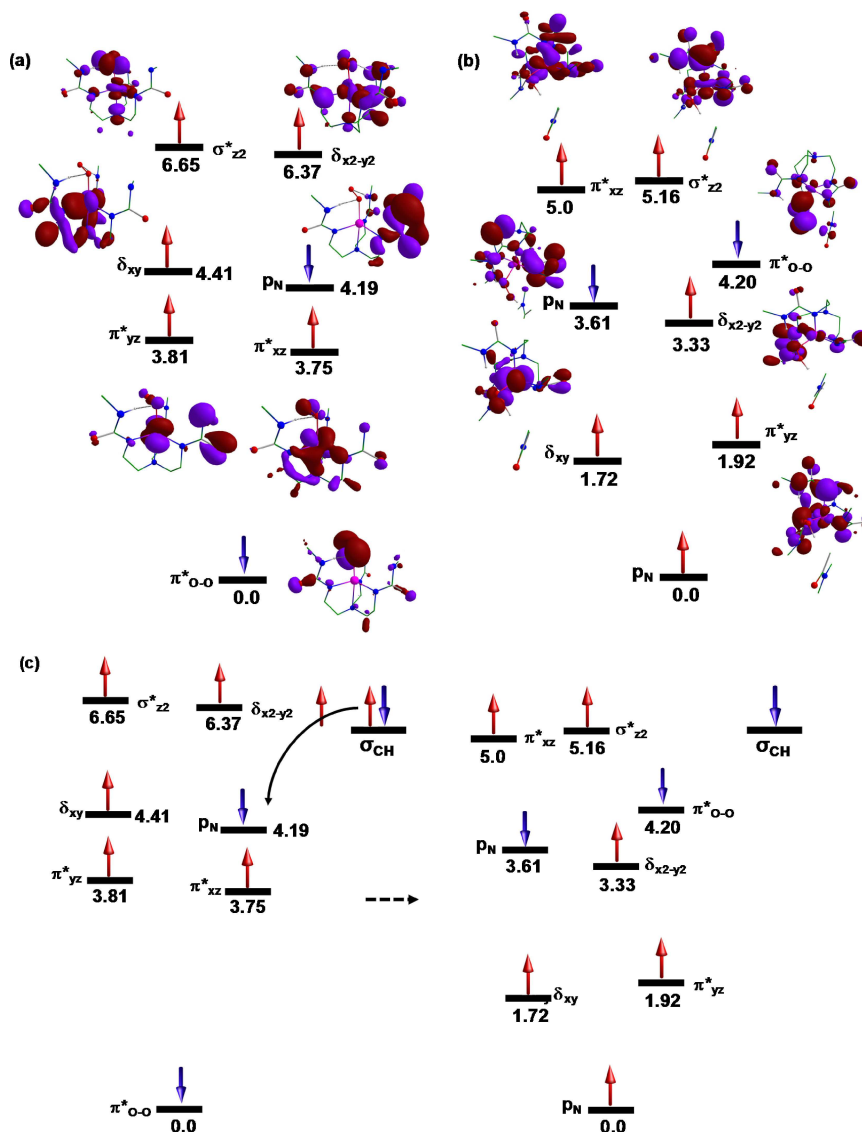 (a)
6.65 σ*z2
6.37 δx2-y2
δxy 4.41
pN 4.19
π*yz
3.81
π*xz
3.75
π*O-O
0.0
(b)
π*xz
5.0
σ*z2
5.16
π*O-O
4.20
pN
3.61
δx2-y2
3.33
δxy
1.72
π*yz
1.92
pN
0.0
(c)
6.65 σ*z2
6.37 δx2-y2
σCH
δxy 4.41
pN 4.19
π*yz
3.81
π*xz
3.75
π*O-O
0.0
5.0 π*xz
5.16 σ*z2
σCH
π*O-O
4.20
pN
3.61
δx2-y2
3.33
δxy
1.72
π*yz
1.92
pN
0.0